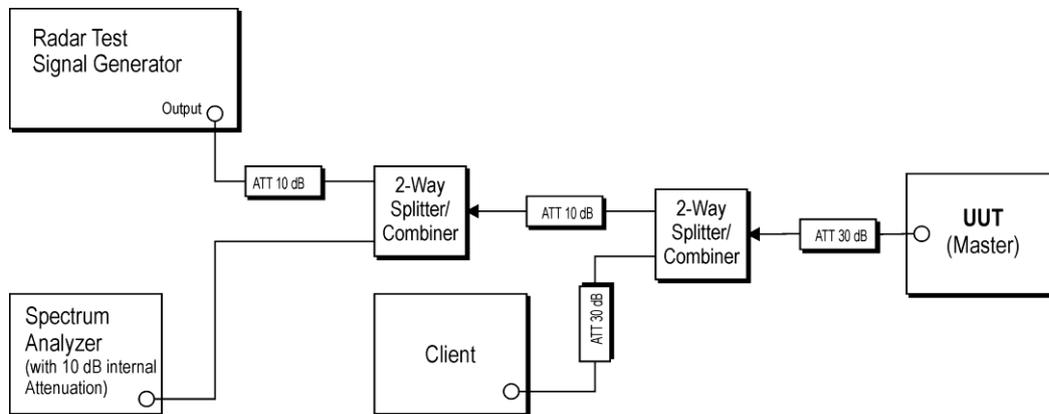 Radar Test
Signal Generator
Output
ATT 10 dB
2-Way
Splitter/
Combiner
ATT 10 dB
2-Way
Splitter/
Combiner
ATT 30 dB
UUT
(Master)
Spectrum
Analyzer
(with 10 dB internal
Attenuation)
Client
ATT 30 dB